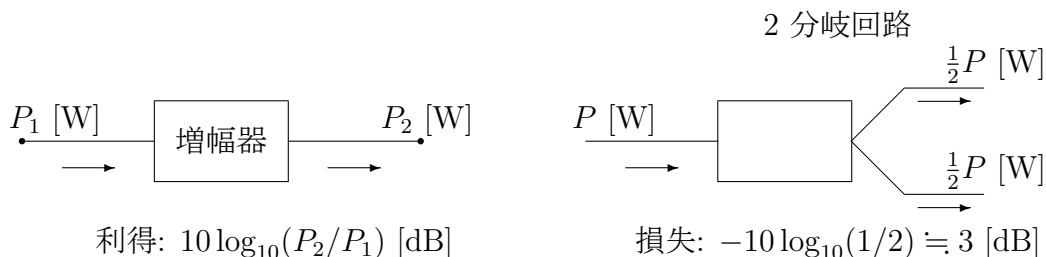 P₁ [W]
増幅器
P₂ [W]
利得: 10 log₁₀(P₂/P₁) [dB]
2 分岐回路
P [W]
½P [W]
½P [W]
損失: −10 log₁₀(1/2) ≒ 3 [dB]